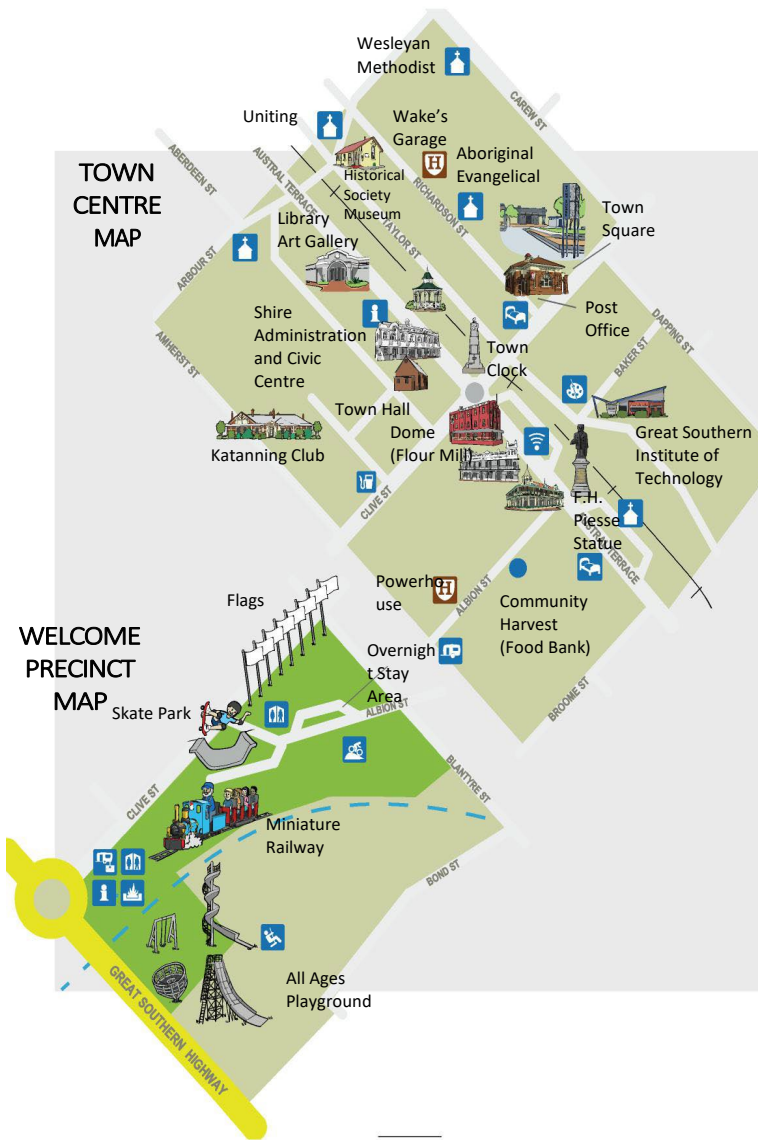 Wesleyan
Methodist
CAREW ST
Uniting
Wake's
Garage
ABERDEEN ST
AUSTRAL TERRACE
TOWN
CENTRE
MAP
Historical
Society
Museum
Aboriginal
Evangelical
H
RICHARDSON ST
TAYLOR ST
Library
Art Gallery
Town
Square
ARBOUR ST
Shire
Administration
and Civic
Centre
i
Post
Office
DAPPING ST
AMHERST ST
Town
Clock
BAKER ST
Town Hall
Dome
(Flour Mill)
Katanning Club
Great Southern
Institute of
Technology
CLIVE ST
F.H.
Piesse
Statue
AUSTRAL TERRACE
Powerho
use
H
ALBION ST
Community
Harvest
(Food Bank)
Flags
WELCOME
PRECINCT
MAP
Overnigh
t Stay
Area
BROOME ST
Skate Park
ALBION ST
CLIVE ST
BLANTYRE ST
Miniature
Railway
BOND ST
i
All Ages
Playground
GREAT SOUTHERN HIGHWAY